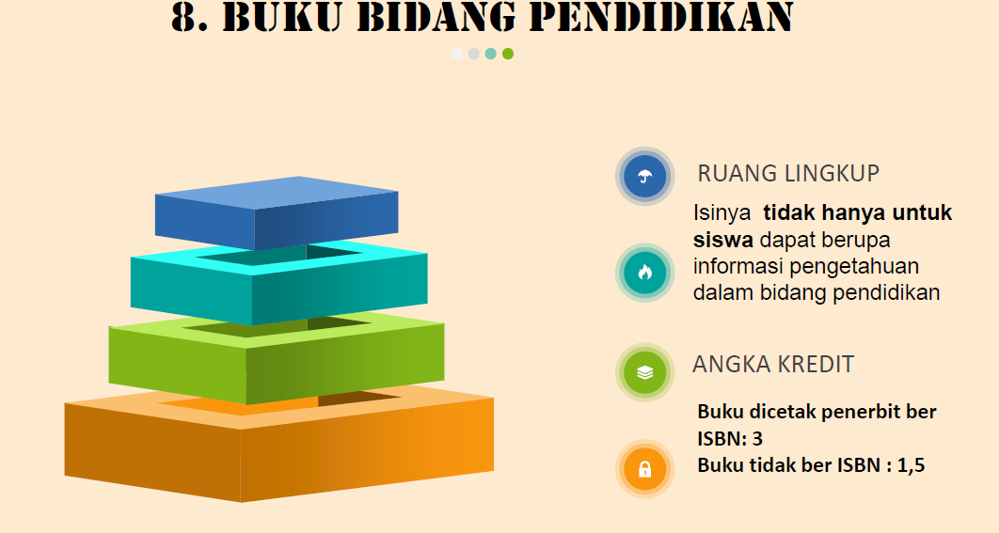 8. BUKU BIDANG PENDIDIKAN
RUANG LINGKUP
Isinya tidak hanya untuk
siswa dapat berupa
informasi pengetahuan
dalam bidang pendidikan
ANGKA KREDIT
Buku dicetak penerbit ber
ISBN: 3
Buku tidak ber ISBN : 1,5